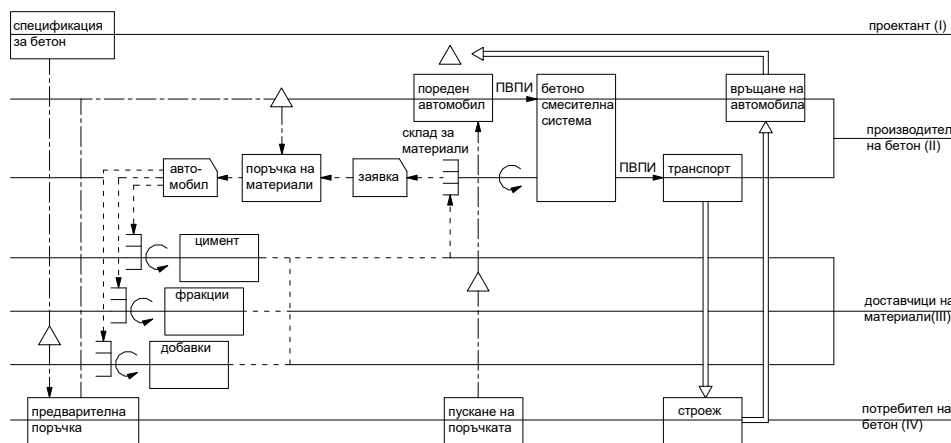 спецификация
за бетон
проектант (I)
пореден
автомобил
ПВПИ
бетоно
смесителна
система
връщане на
автомобила
производител
на бетон (II)
склад за
материали
авто-
мобил
поръчка на
материали
заявка
ПВПИ
транспорт
цимент
фракции
доставчици на
материали(III)
добавки
предварителна
поръчка
пускане на
поръчката
строеж
потребител на
бетон (IV)